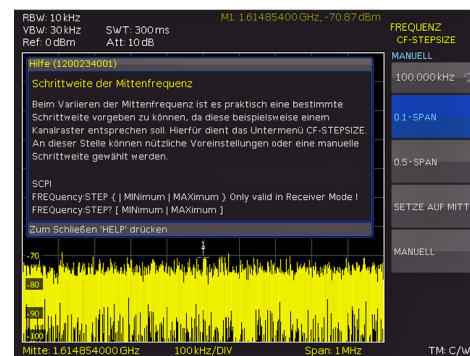 RBW: 10 kHz
VBW: 30 kHz
SWT: 300 ms
M1: 1.61485400 GHz, -70.87 dBm
Ref: 0 dBm
Att: 10 dB
FREQUENZ
CF-STEPSIZE
MANUELL
100.000 kHz
0.1·SPAN
0.5·SPAN
SETZE AUF MITT
MANUELL
Hilfe (1200234001)
Schrittweite der Mittenfrequenz
Beim Variieren der Mittenfrequenz ist es praktisch eine bestimmte
Schrittweite vorgeben zu können, da diese beispielsweise einem
Kanalraster entsprechen soll. Hierfür dient das Untermenü CF-STEPSIZE.
An dieser Stelle können nützliche Voreinstellungen oder eine manuelle
Schrittweite gewählt werden.
SCPI
FREQuency:STEP { | MINimum | MAXimum } Only valid in Receiver Mode !
FREQuency:STEP? [ MINimum | MAXimum ]
Zum Schließen 'HELP' drücken
1
-70
-80
-90
-100
Mitte: 1.614854000 GHz
100 kHz/DIV
Span: 1 MHz
TM: C/W